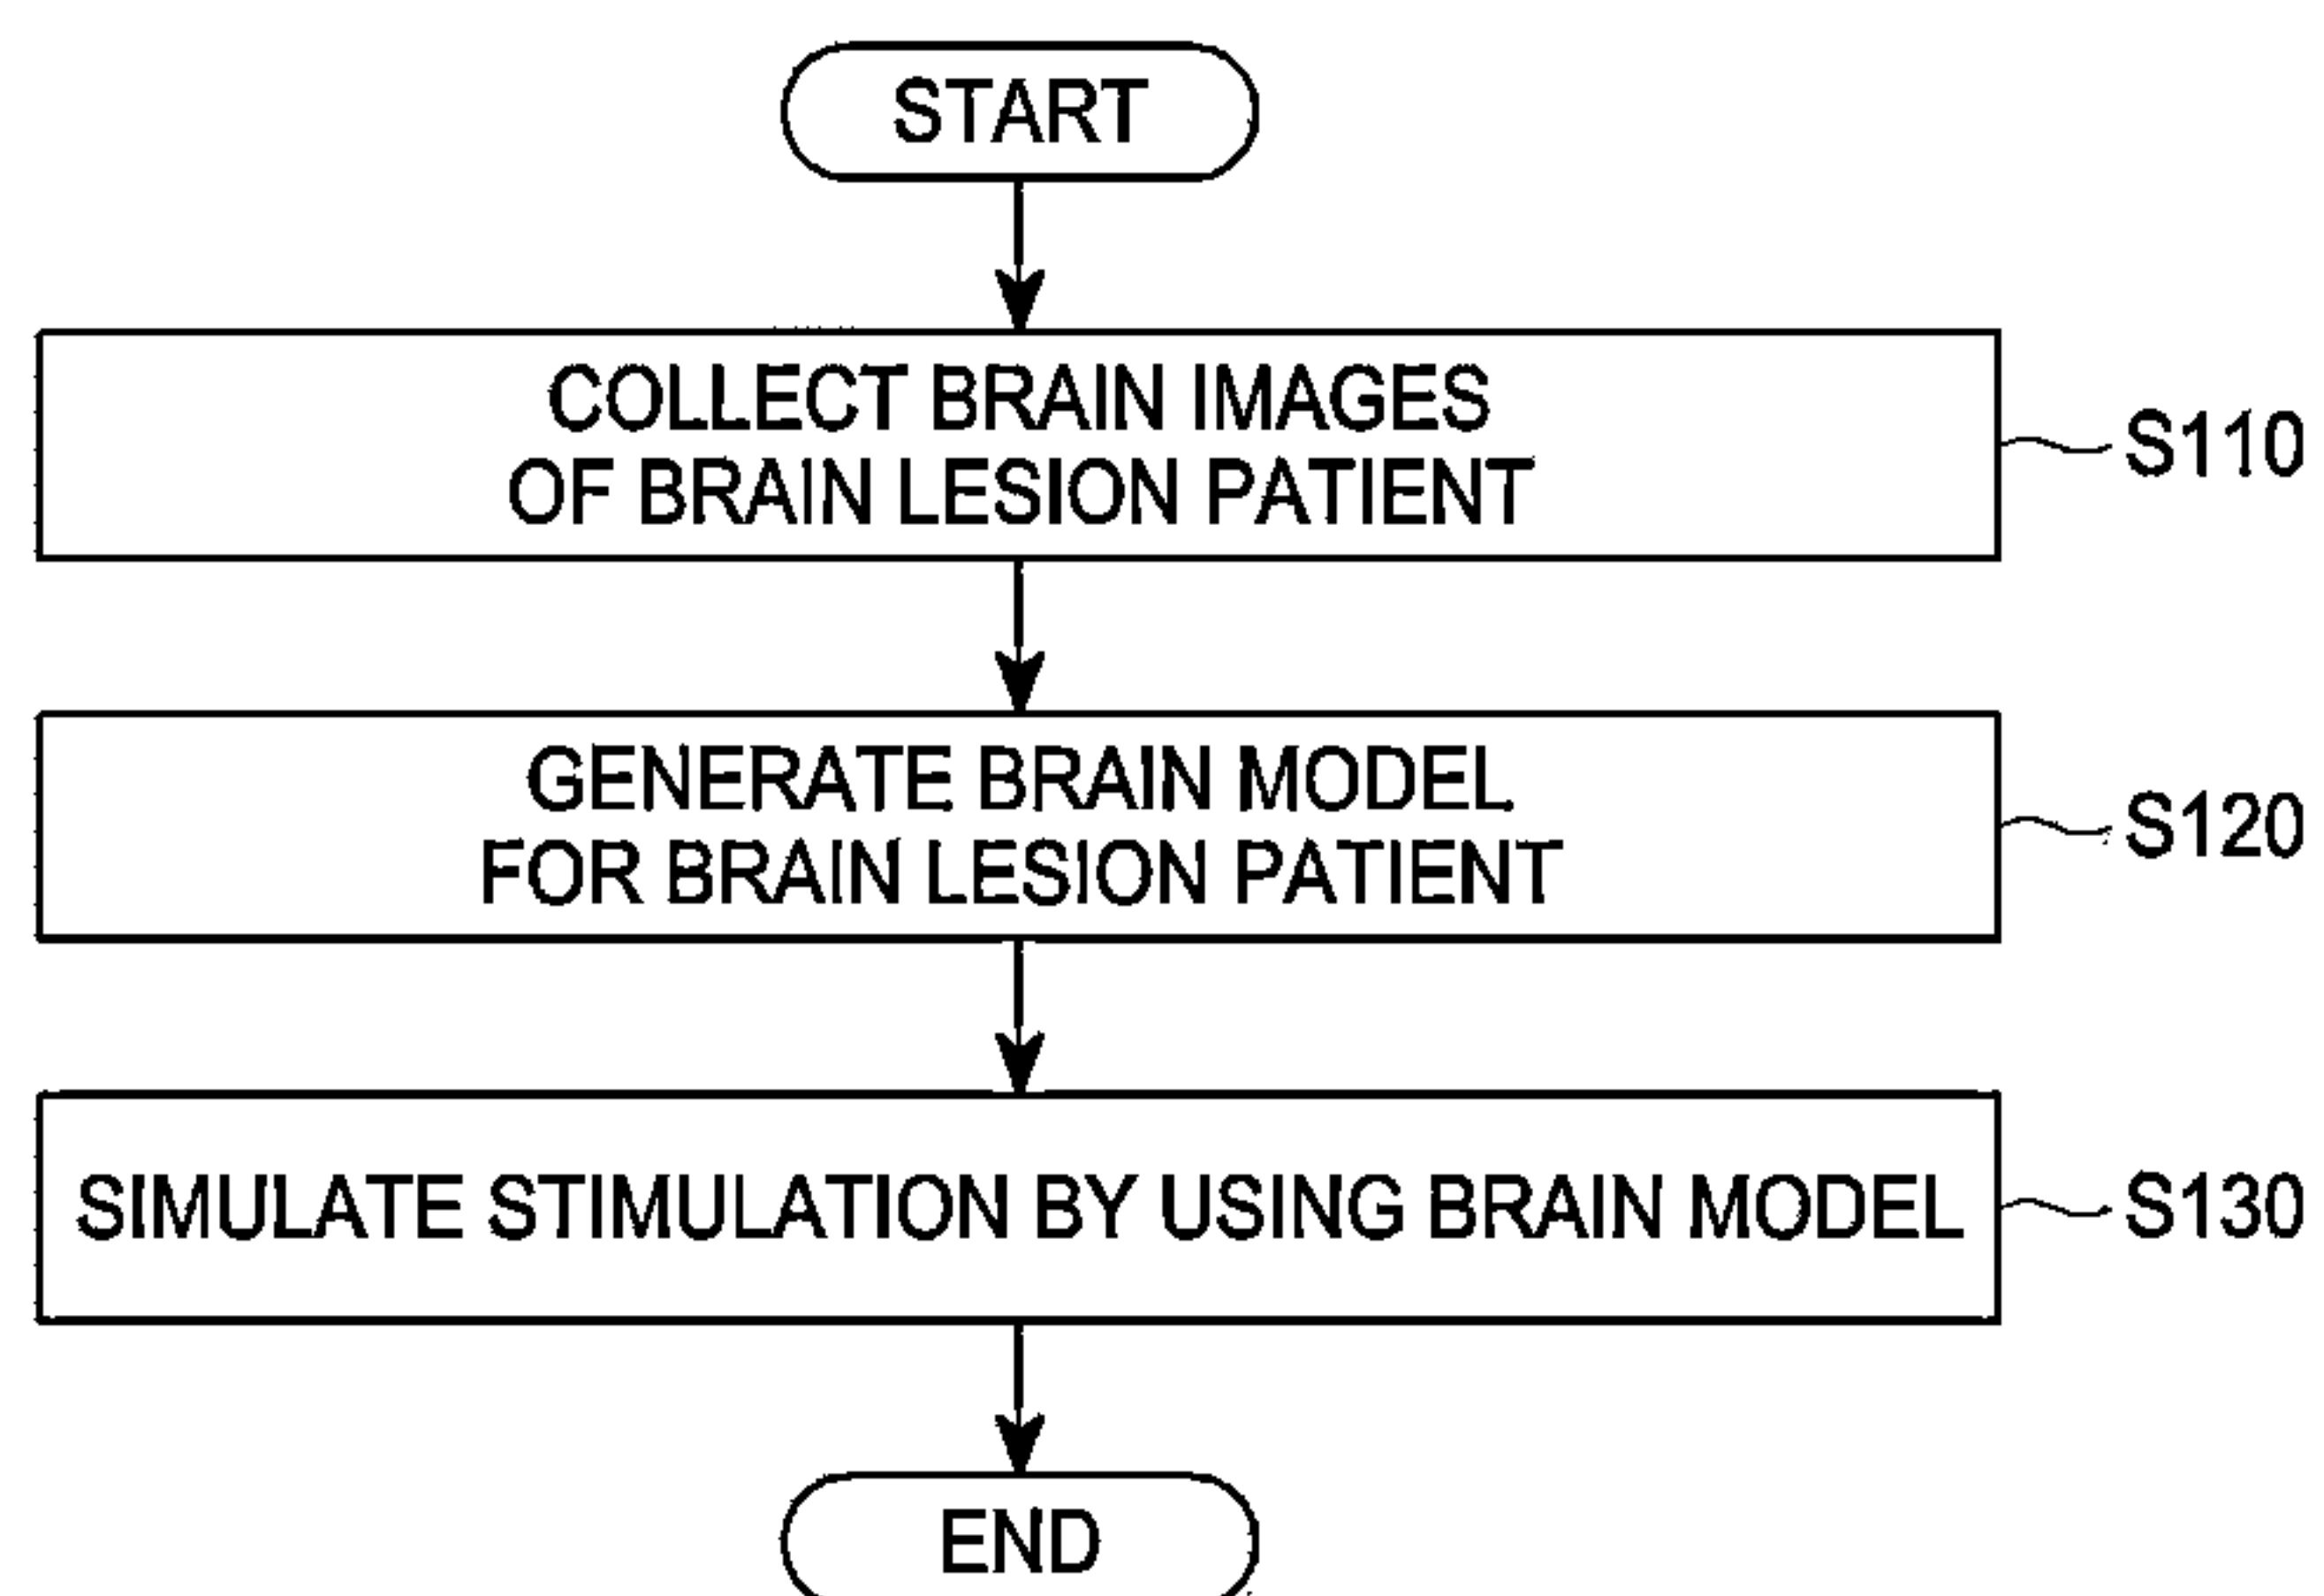 START
COLLECT BRAIN IMAGES
OF BRAIN LESION PATIENT
S110
GENERATE BRAIN MODEL
FOR BRAIN LESION PATIENT
S120
SIMULATE STIMULATION BY USING BRAIN MODEL
S130
END